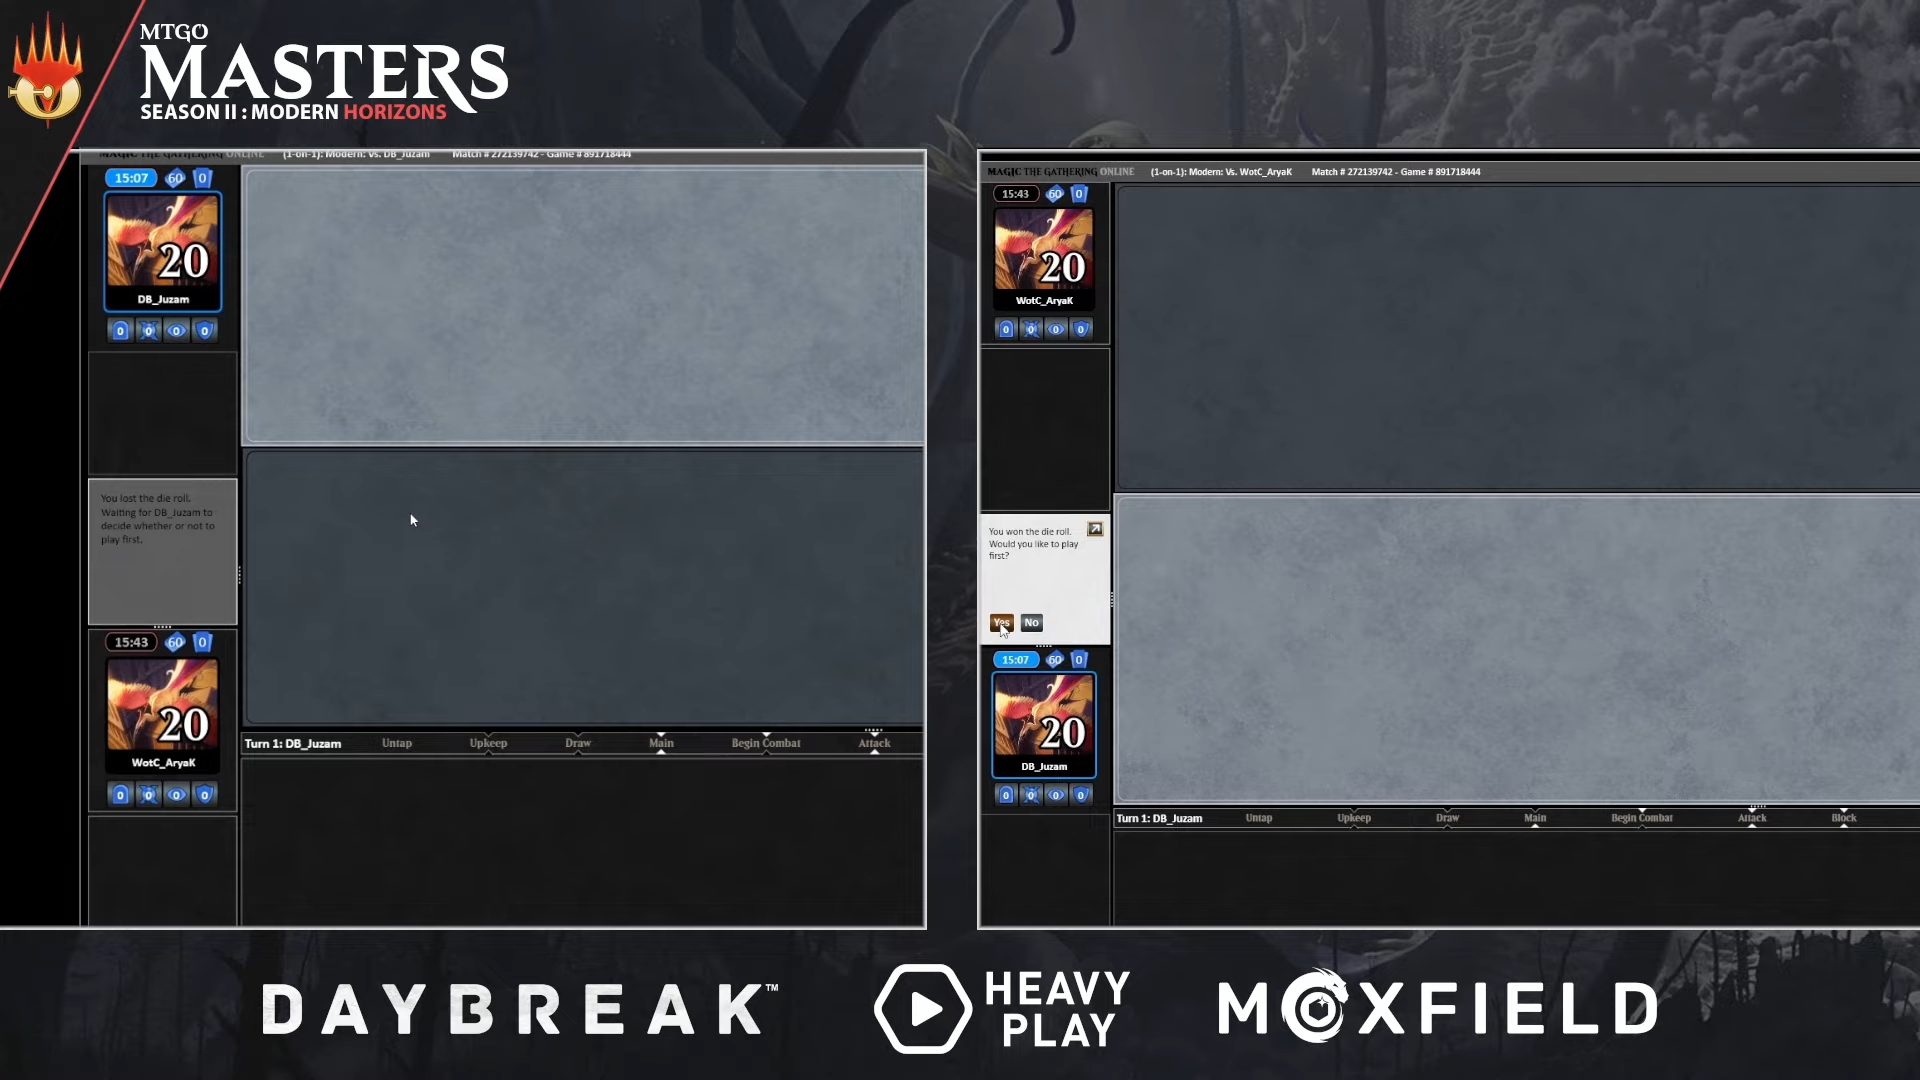 MTGO
MASTERS
SEASON II : MODERN HORIZONS
MAGIC THE GATHERING ONLINE (1-on-1): Modern: Vs. DB_Juzam Match # 272139742 - Game # 891718444
15:07 60 0
20
DB_Juzam
0 0 0 0
You lost the die roll.
Waiting for DB_Juzam to
decide whether or not to
play first.
15:43 60 0
20
WotC_AryaK
0 0 0 0
Turn 1: DB_Juzam Untap Upkeep Draw Main Begin Combat Attack
MAGIC THE GATHERING ONLINE (1-on-1): Modern: Vs. WotC_AryaK Match # 272139742 - Game # 891718444
15:43 60 0
20
WotC_AryaK
0 0 0 0
You won the die roll.
Would you like to play
first?
Yes No
15:07 60 0
20
DB_Juzam
0 0 0 0
Turn 1: DB_Juzam Untap Upkeep Draw Main Begin Combat Attack Block
DAYBREAK™
HEAVY
PLAY
MOXFIELD